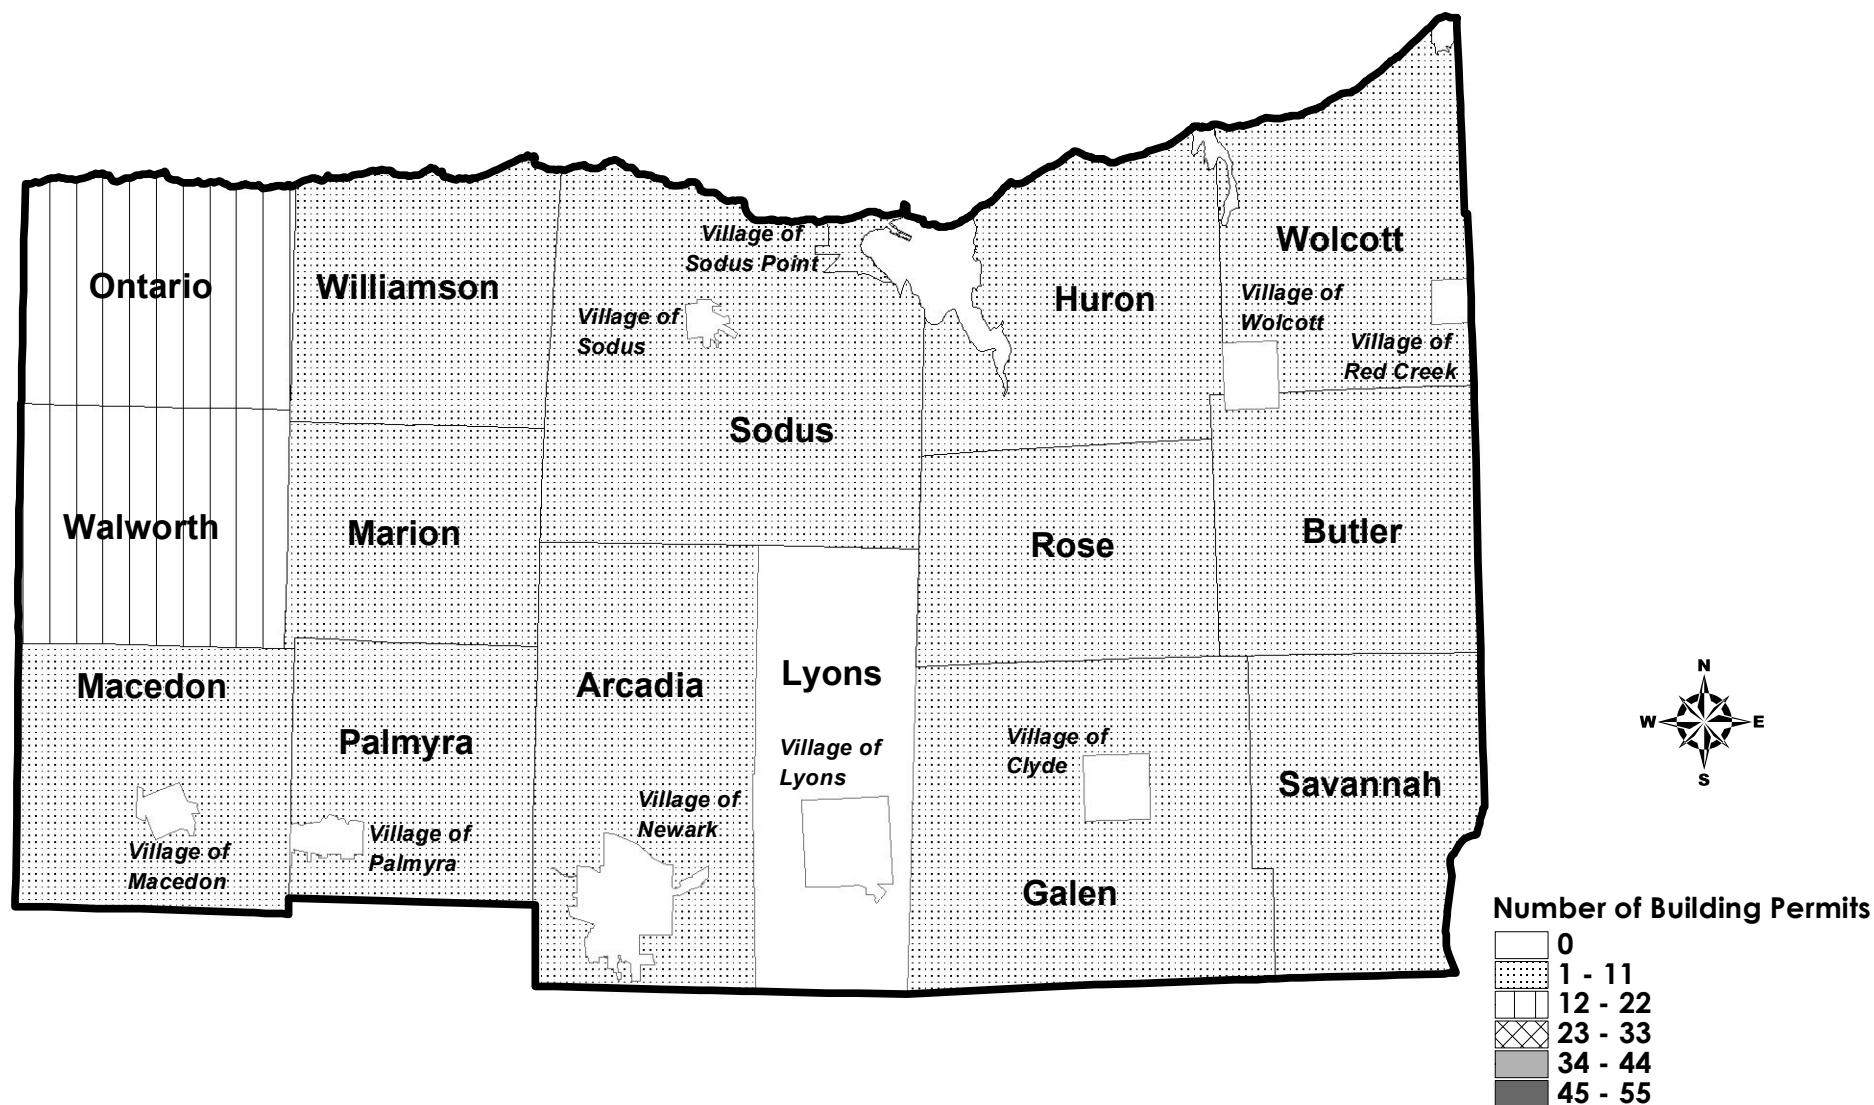 Village of
Sodus Point
Wolcott
Ontario
Williamson
Huron
Village of
Wolcott
Village of
Sodus
Village of
Red Creek
Sodus
Walworth
Marion
Rose
Butler
Macedon
Arcadia
Lyons
Palmyra
Village of
Lyons
Village of
Clyde
Savannah
Village of
Newark
Village of
Palmyra
Village of
Macedon
Galen
N
W E
S
Number of Building Permits
0
1 - 11
12 - 22
23 - 33
34 - 44
45 - 55